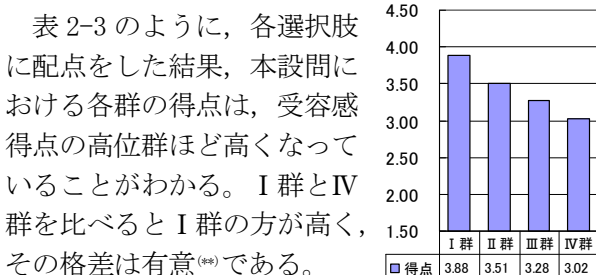 表 2-3 のように，各選択肢
に配点をした結果，本設問に
おける各群の得点は，受容感
得点の高位群ほど高くなって
いることがわかる。Ⅰ群とⅣ
群を比べるとⅠ群の方が高く，
その格差は有意(**)である。
4.50
4.00
3.50
3.00
2.50
2.00
1.50
Ⅰ群 Ⅱ群 Ⅲ群 Ⅳ群
得点 3.88 3.51 3.28 3.02